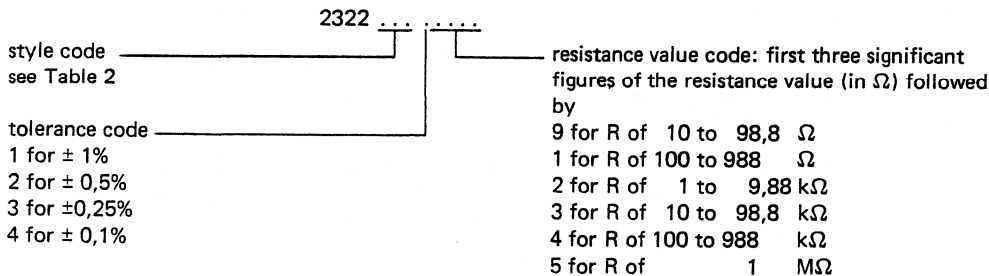 2322 ... . ....
style code
see Table 2
tolerance code
1 for ± 1%
2 for ± 0,5%
3 for ±0,25%
4 for ± 0,1%
resistance value code: first three significant
figures of the resistance value (in Ω) followed
by
9 for R of 10 to 98,8 Ω
1 for R of 100 to 988 Ω
2 for R of 1 to 9,88 kΩ
3 for R of 10 to 98,8 kΩ
4 for R of 100 to 988 kΩ
5 for R of 1 MΩ